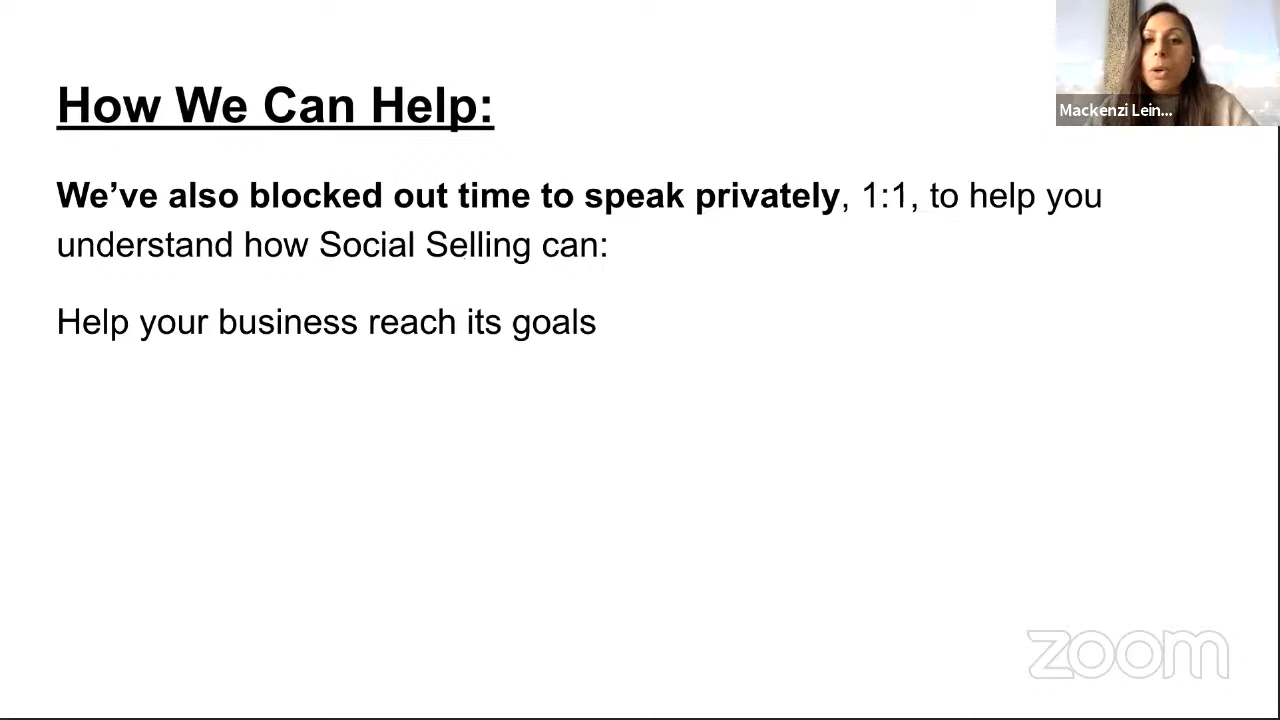 How We Can Help:
Mackenzi Lein...
We’ve also blocked out time to speak privately, 1:1, to help you
understand how Social Selling can:
Help your business reach its goals
zoom